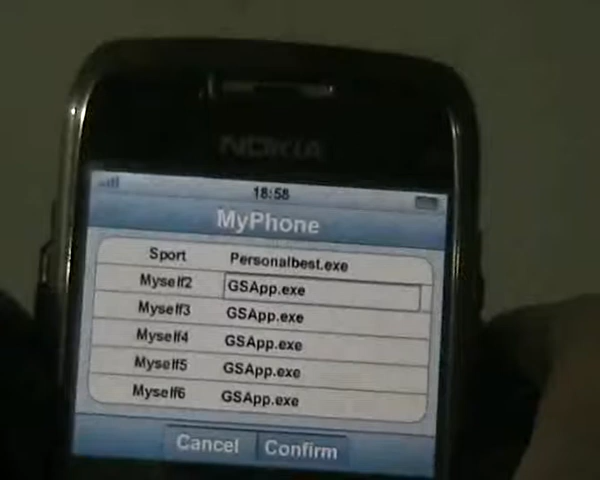 NOKIA
18:58
MyPhone
Sport Personalbest.exe
Myself2 GSApp.exe
Myself3 GSApp.exe
Myself4 GSApp.exe
Myself5 GSApp.exe
Myself6 GSApp.exe
Cancel Confirm